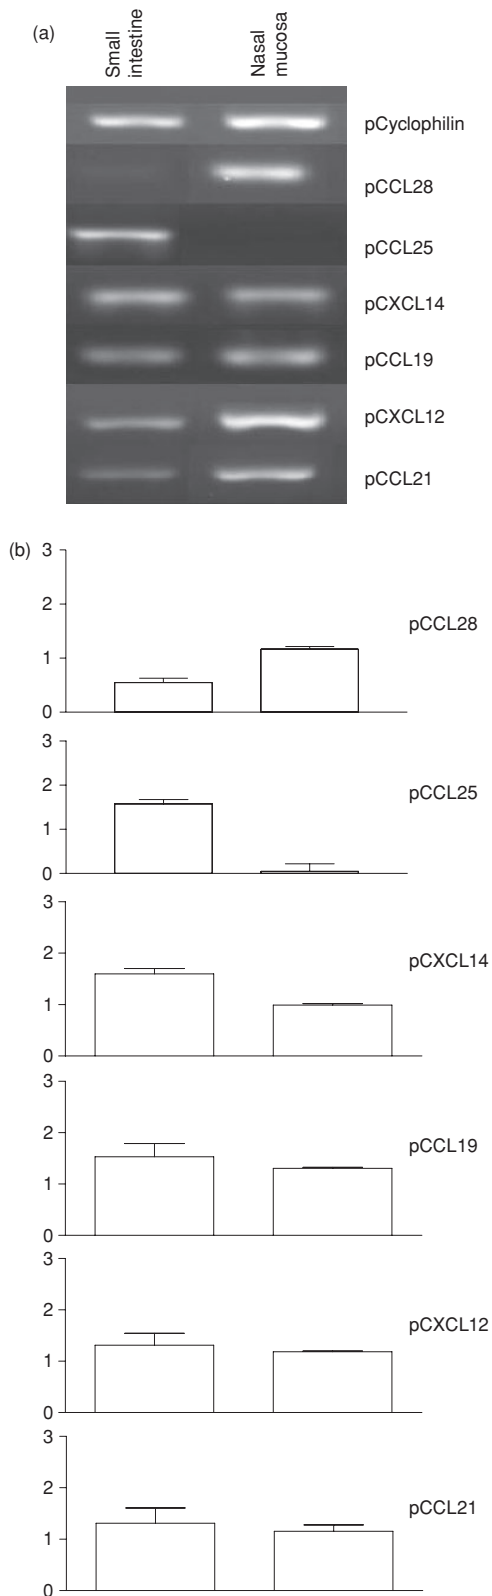 (a)
Small
intestine
Nasal
mucosa
pCyclophilin
pCCL28
pCCL25
pCXCL14
pCCL19
pCXCL12
pCCL21
(b)
3
2
1
0
pCCL28
3
2
1
0
pCCL25
3
2
1
0
pCXCL14
3
2
1
0
pCCL19
3
2
1
0
pCXCL12
3
2
1
0
pCCL21